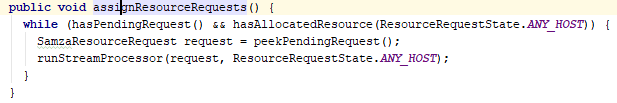 public void assignResourceRequests() {
while (hasPendingRequest() && hasAllocatedResource(ResourceRequestState.ANY_HOST)) {
SamzaResourceRequest request = peekPendingRequest();
runStreamProcessor(request, ResourceRequestState.ANY_HOST);
}
}